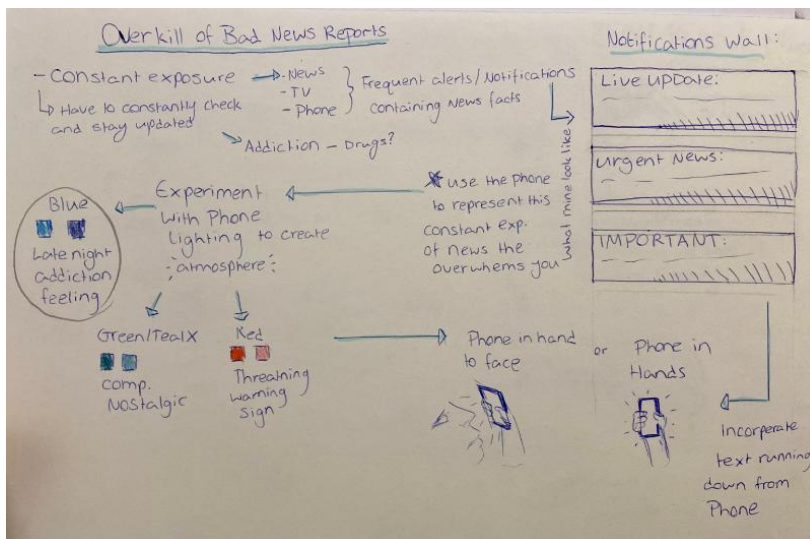 Overkill of Bad News Reports
- Constant exposure
Have to constantly check
and stay updated
- News
- TV
- Phone
Frequent alerts/Notifications
containing News facts
Addiction - Drugs?
* use the phone
to represent this
constant exp.
of news the
overwhems you
what mine look like
Notifications Wall:
Live UPDate:
urgent News:
IMPORTANT:
Experiment
with Phone
Lighting to create
atmosphere
Blue
Late night
addiction
feeling
Green/Teal X
Comp.
Nostalgic
Red
Threatning
warning
sign
Phone in hand
to face
or
Phone in
Hands
incorperate
text running
down from
Phone